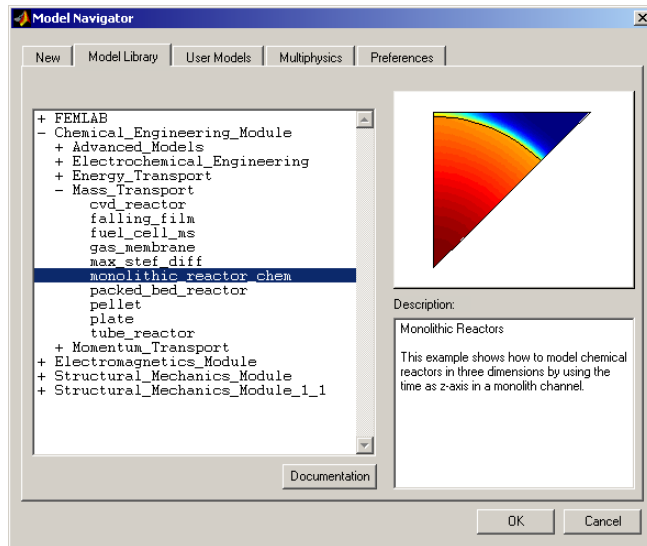 Model Navigator
New Model Library User Models Multiphysics Preferences
+ FEMLAB
- Chemical_Engineering_Module
+ Advanced_Models
+ Electrochemical_Engineering
+ Energy_Transport
- Mass_Transport
cvd_reactor
falling_film
fuel_cell_ms
gas_membrane
max_stef_diff
monolithic_reactor_chem
packed_bed_reactor
pellet
plate
tube_reactor
+ Momentum_Transport
+ Electromagnetics_Module
+ Structural_Mechanics_Module
+ Structural_Mechanics_Module_1_1
Documentation
Description:
Monolithic Reactors
This example shows how to model chemical
reactors in three dimensions by using the
time as z-axis in a monolith channel.
OK Cancel